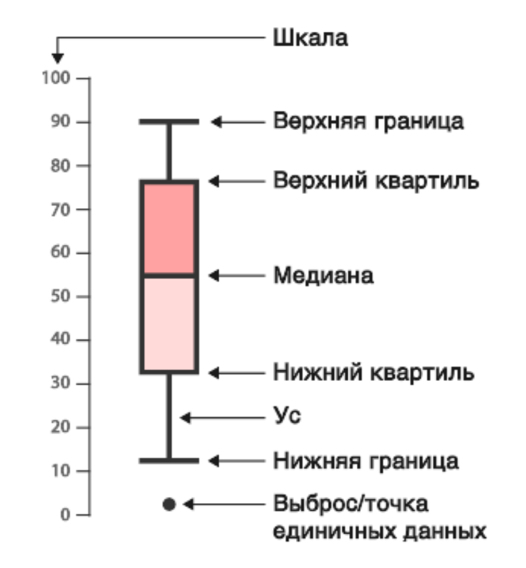 Шкала
100
90
Верхняя граница
80
Верхний квартиль
70
60
Медиана
50
40
Нижний квартиль
30
Ус
20
Нижняя граница
10
Выброс/точка
0
единичных данных